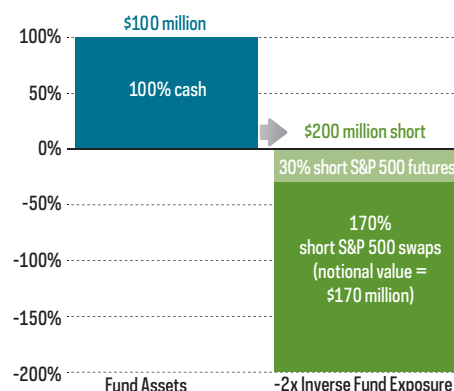 $100 million
100%
100% cash
50%
$200 million short
0%
30% short S&P 500 futures
-50%
170%
short S&P 500 swaps
(notional value =
$170 million)
-100%
-150%
-200%
Fund Assets
-2x Inverse Fund Exposure